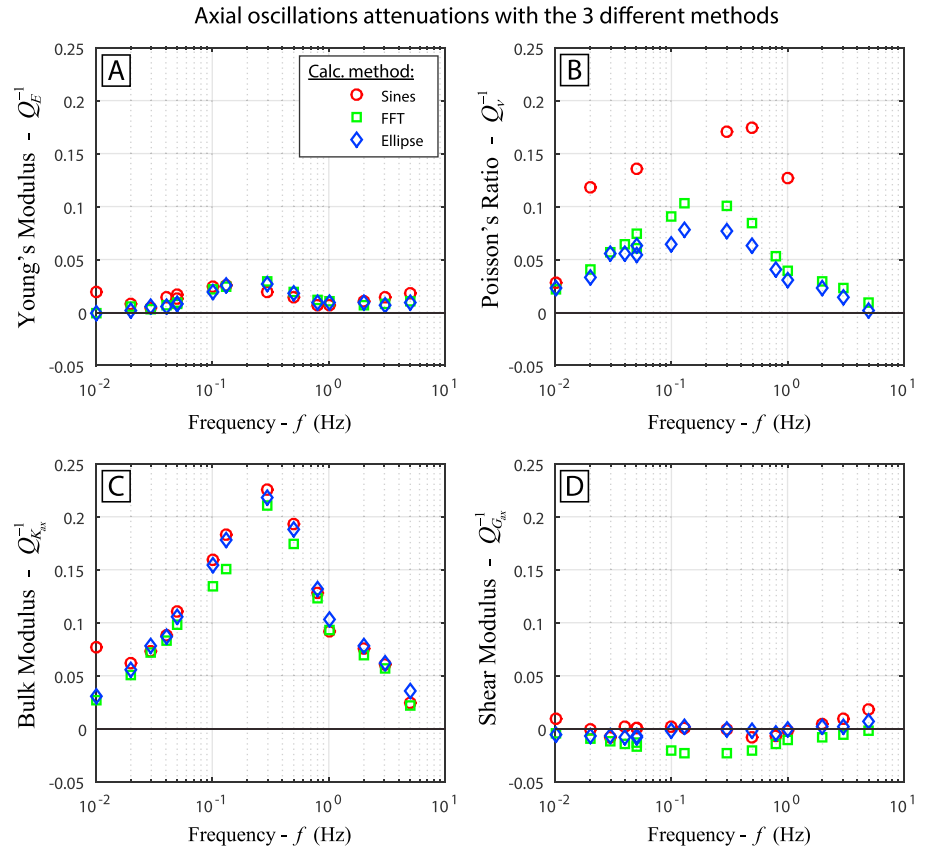 Axial oscillations attenuations with the 3 different methods
A
Calc. method:
Sines
FFT
Ellipse
Young's Modulus - Q_E^{-1}
0.25
0.2
0.15
0.1
0.05
0
-0.05
10^{-2} 10^{-1} 10^{0} 10^{1}
Frequency - f (Hz)
B
Poisson's Ratio - Q_ν^{-1}
0.25
0.2
0.15
0.1
0.05
0
-0.05
10^{-2} 10^{-1} 10^{0} 10^{1}
Frequency - f (Hz)
C
Bulk Modulus - Q_{K_{ax}}^{-1}
0.25
0.2
0.15
0.1
0.05
0
-0.05
10^{-2} 10^{-1} 10^{0} 10^{1}
Frequency - f (Hz)
D
Shear Modulus - Q_{G_{ax}}^{-1}
0.25
0.2
0.15
0.1
0.05
0
-0.05
10^{-2} 10^{-1} 10^{0} 10^{1}
Frequency - f (Hz)